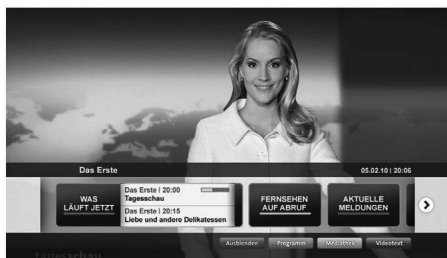 Das Erste
05.02.10 | 20:06
WAS
LÄUFT JETZT
Das Erste | 20:00
Tagesschau
Das Erste | 20:15
Liebe und andere Delikatessen
FERNSEHEN
AUF ABRUF
AKTUELLE
MELDUNGEN
Ausblenden
Programm
Mediathek
Videotext
tagesschau